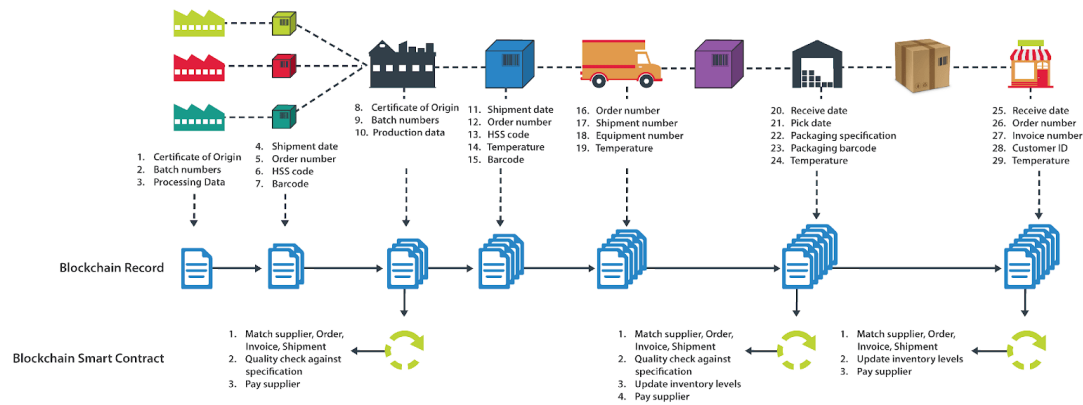 1. Certificate of Origin
2. Batch numbers
3. Processing Data
4. Shipment date
5. Order number
6. HSS code
7. Barcode
8. Certificate of Origin
9. Batch numbers
10. Production data
11. Shipment date
12. Order number
13. HSS code
14. Temperature
15. Barcode
16. Order number
17. Shipment number
18. Equipment number
19. Temperature
20. Receive date
21. Pick date
22. Packaging specification
23. Packaging barcode
24. Temperature
25. Receive date
26. Order number
27. Invoice number
28. Customer ID
29. Temperature
Blockchain Record
Blockchain Smart Contract
1. Match supplier, Order,
Invoice, Shipment
2. Quality check against
specification
3. Pay supplier
1. Match supplier, Order,
Invoice, Shipment
2. Quality check against
specification
3. Update inventory levels
4. Pay supplier
1. Match supplier, Order,
Invoice, Shipment
2. Update inventory levels
3. Pay supplier